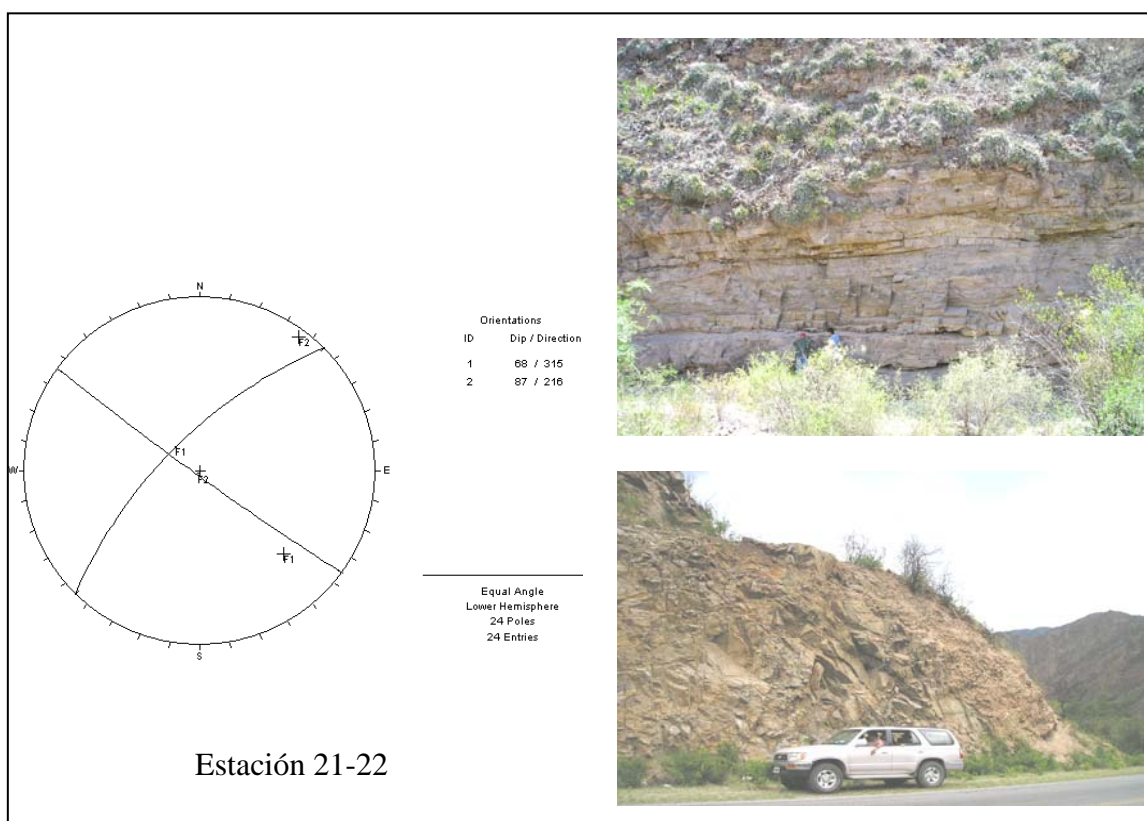 N
F2
W
F1
F2
E
F1
S
Orientations
ID Dip / Direction
1 68 / 315
2 87 / 216
Equal Angle
Lower Hemisphere
24 Poles
24 Entries
Estación 21-22